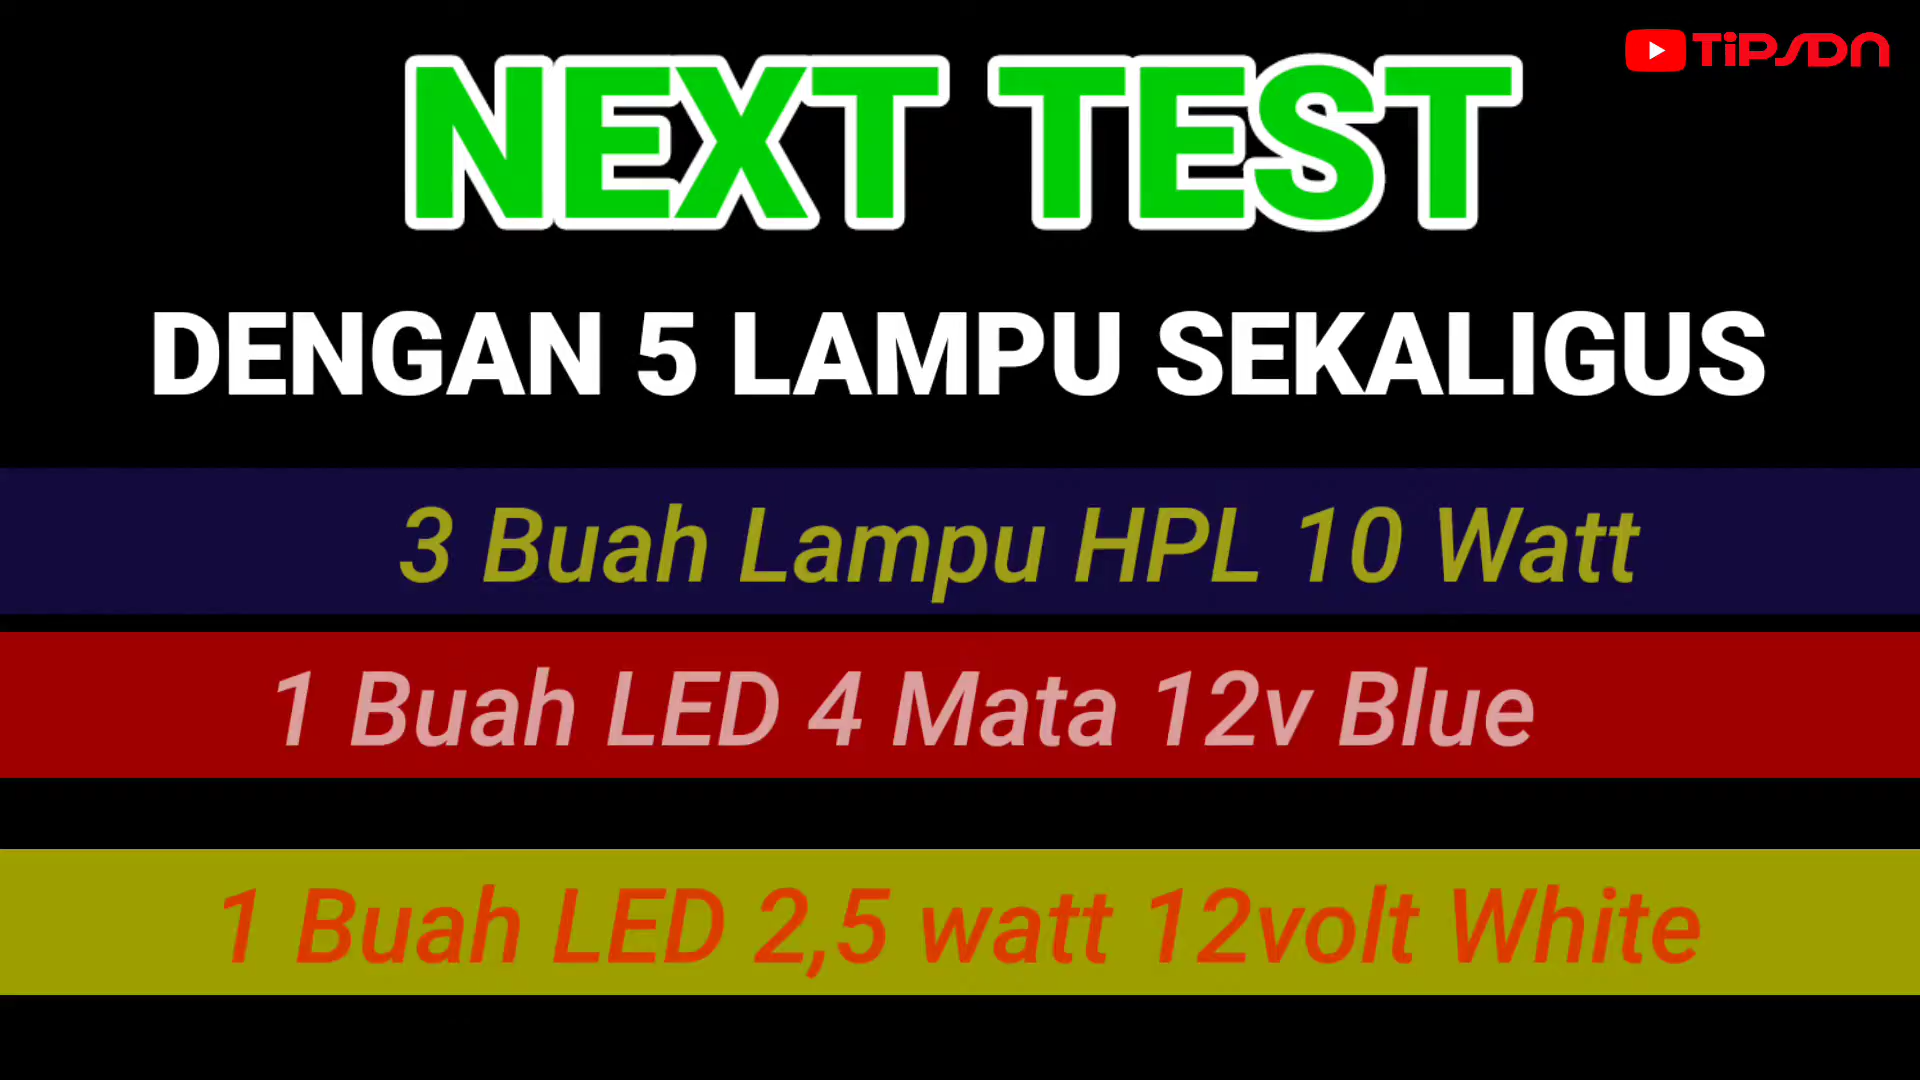 TiPSDN
NEXT TEST
DENGAN 5 LAMPU SEKALIGUS
3 Buah Lampu HPL 10 Watt
1 Buah LED 4 Mata 12v Blue
1 Buah LED 2,5 watt 12volt White